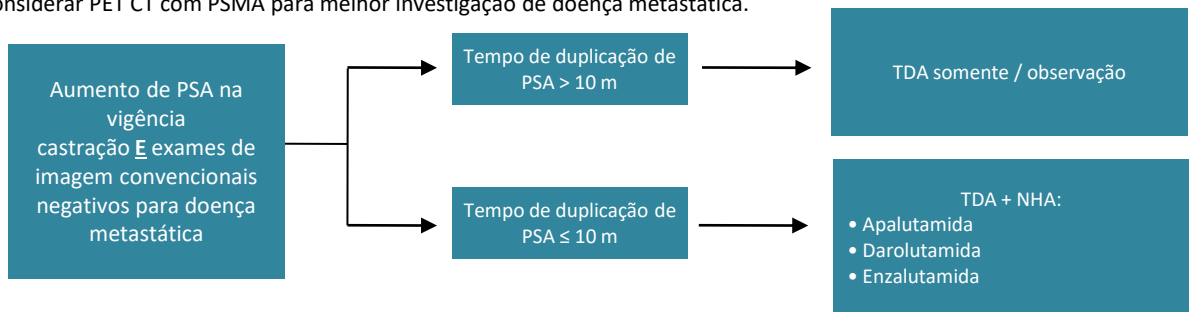 onsiderar PET CT com PSMA para melhor investigação de doença metastática.
Aumento de PSA na
vigência
castração E exames de
imagem convencionais
negativos para doença
metastática
Tempo de duplicação de
PSA > 10 m
TDA somente / observação
Tempo de duplicação de
PSA ≤ 10 m
TDA + NHA:
• Apalutamida
• Darolutamida
• Enzalutamida